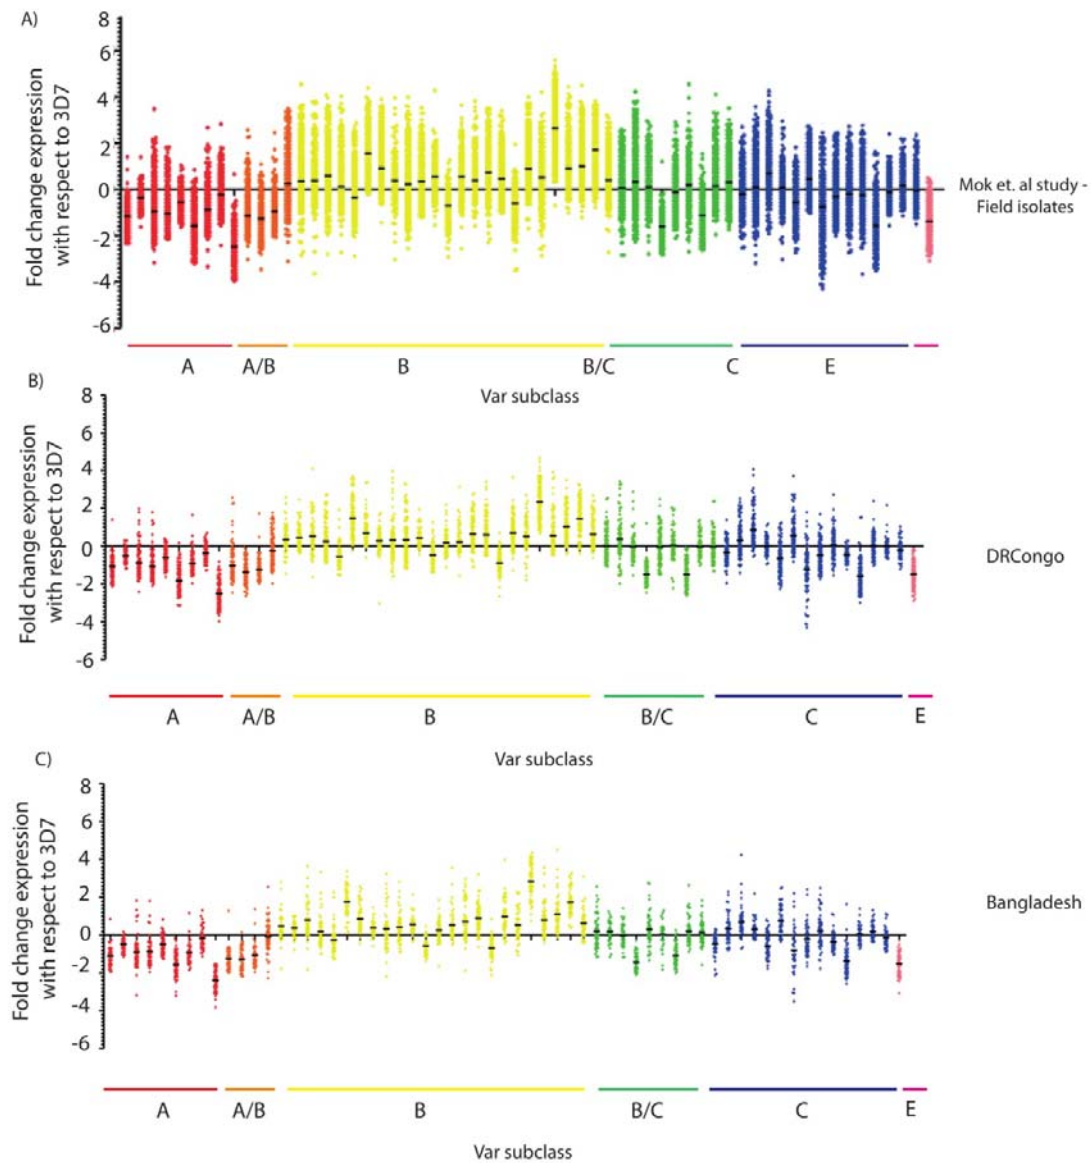 A)
Fold change expression
with respect to 3D7
8
6
4
2
0
-2
-4
-6
A A/B B B/C C E
Var subclass
Mok et. al study -
Field isolates
B)
Fold change expression
with respect to 3D7
8
6
4
2
0
-2
-4
-6
A A/B B B/C C E
Var subclass
DRCongo
C)
Fold change expression
with respect to 3D7
8
6
4
2
0
-2
-4
-6
A A/B B B/C C E
Var subclass
Bangladesh